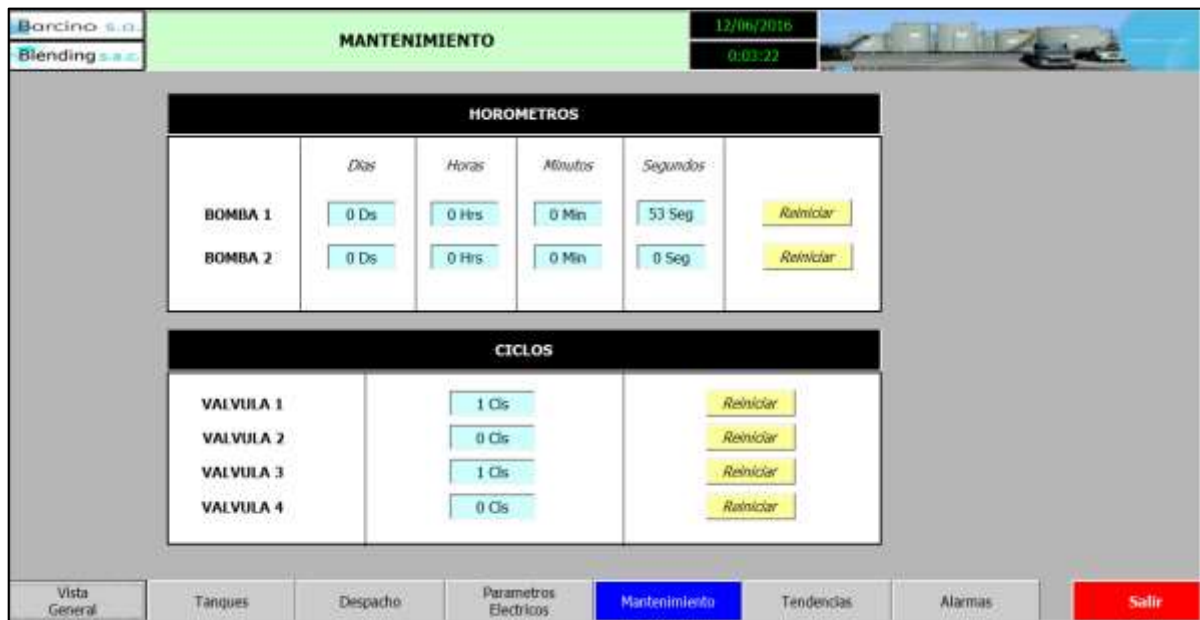 Barcino s.a.
Blending s.a.c.
MANTENIMIENTO
12/06/2016
0:03:22
HOROMETROS
Días Horas Minutos Segundos
BOMBA 1 0 Ds 0 Hrs 0 Min 53 Seg Reiniciar
BOMBA 2 0 Ds 0 Hrs 0 Min 0 Seg Reiniciar
CICLOS
VALVULA 1 1 Cls Reiniciar
VALVULA 2 0 Cls Reiniciar
VALVULA 3 1 Cls Reiniciar
VALVULA 4 0 Cls Reiniciar
Vista General Tanques Despacho Parametros Electricos Mantenimiento Tendencias Alarmas Salir